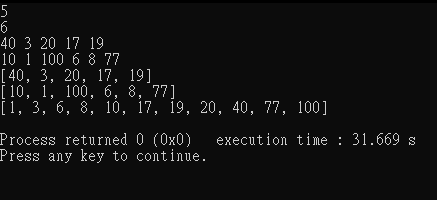 5
6
40 3 20 17 19
10 1 100 6 8 77
[40, 3, 20, 17, 19]
[10, 1, 100, 6, 8, 77]
[1, 3, 6, 8, 10, 17, 19, 20, 40, 77, 100]
Process returned 0 (0x0)   execution time : 31.669 s
Press any key to continue.